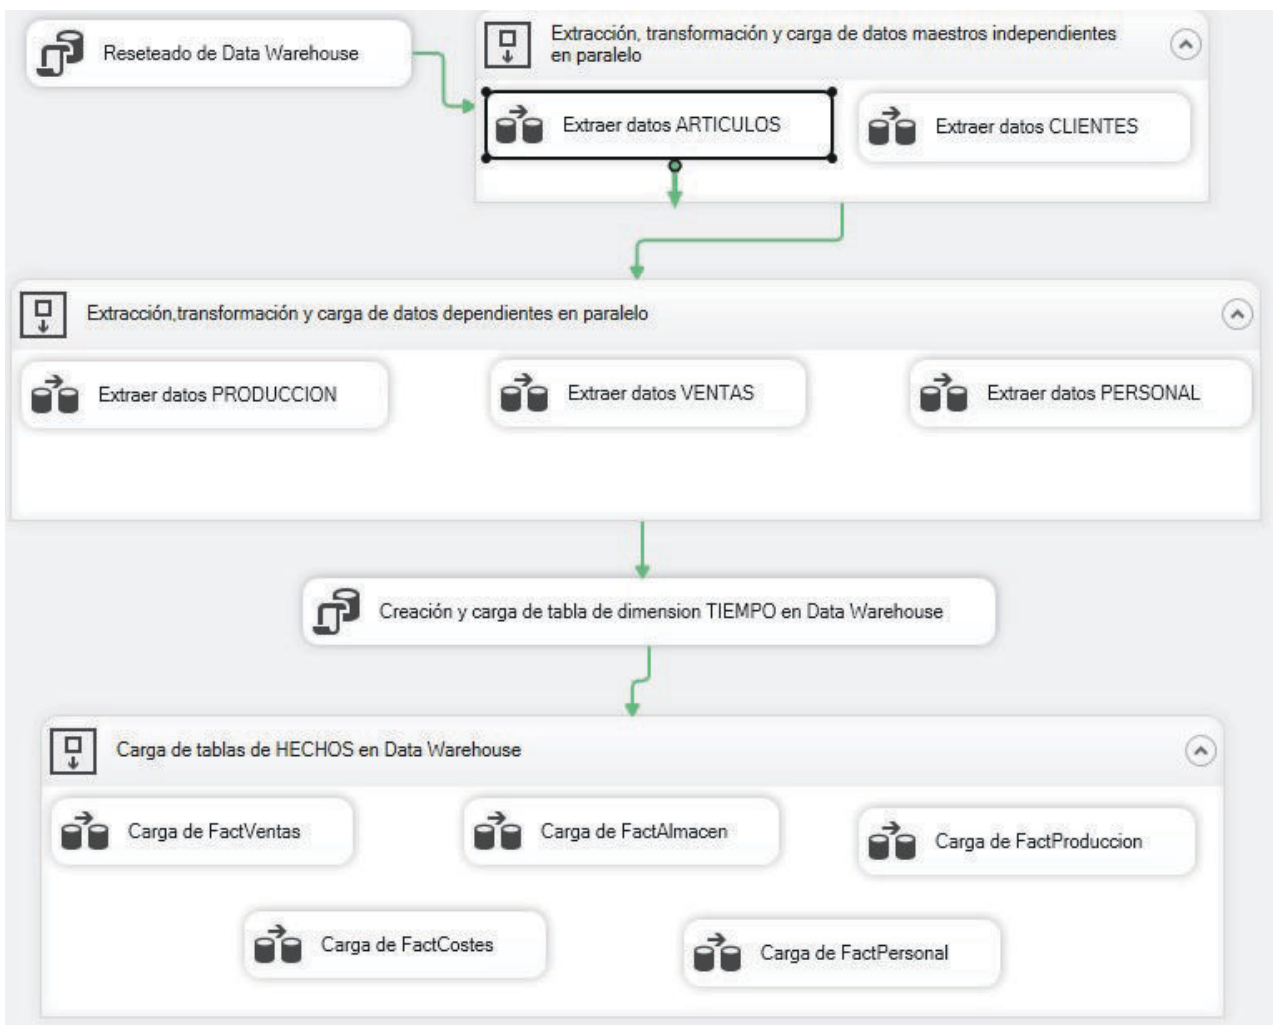 Reseteado de Data Warehouse
Extracción, transformación y carga de datos maestros independientes
en paralelo
Extraer datos ARTICULOS
Extraer datos CLIENTES
Extracción,transformación y carga de datos dependientes en paralelo
Extraer datos PRODUCCION
Extraer datos VENTAS
Extraer datos PERSONAL
Creación y carga de tabla de dimension TIEMPO en Data Warehouse
Carga de tablas de HECHOS en Data Warehouse
Carga de FactVentas
Carga de FactAlmacen
Carga de FactProduccion
Carga de FactCostes
Carga de FactPersonal